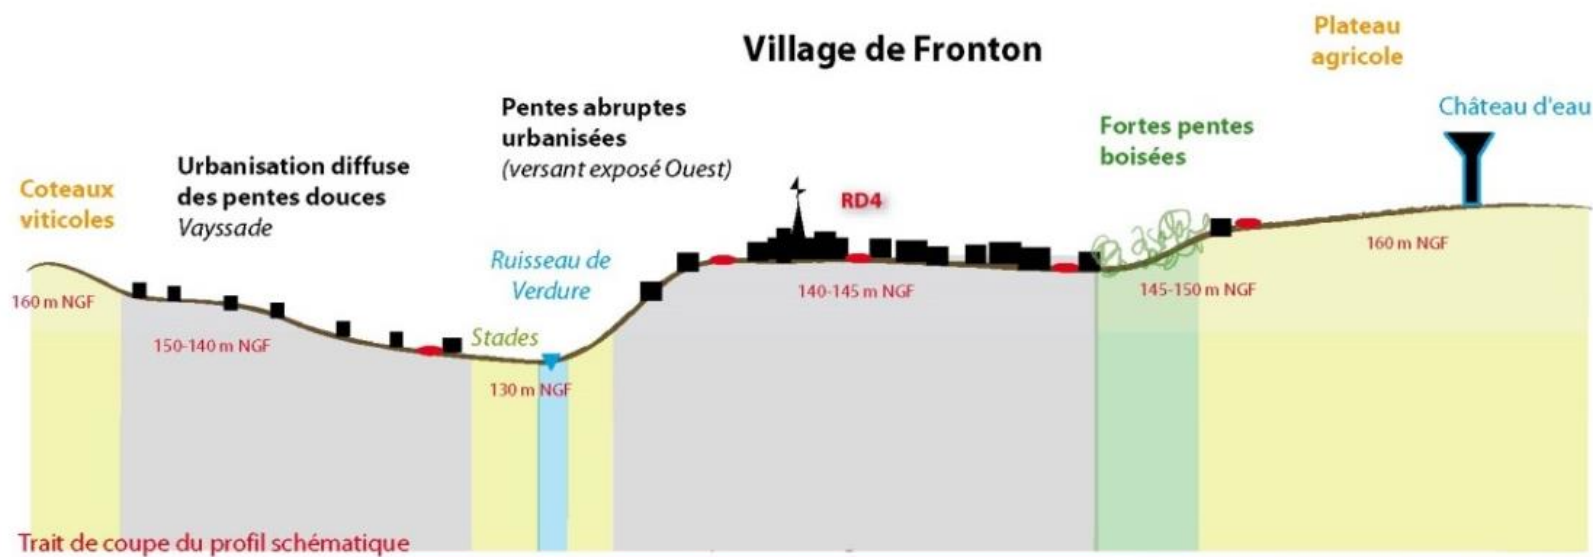 Village de Fronton
Plateau
agricole
Château d'eau
Pentes abruptes
urbanisées
(versant exposé Ouest)
Fortes pentes
boisées
Urbanisation diffuse
des pentes douces
Vayssade
Coteaux
viticoles
RD4
Ruisseau de
Verdure
Stades
160 m NGF
150-140 m NGF
130 m NGF
140-145 m NGF
145-150 m NGF
160 m NGF
Trait de coupe du profil schématique